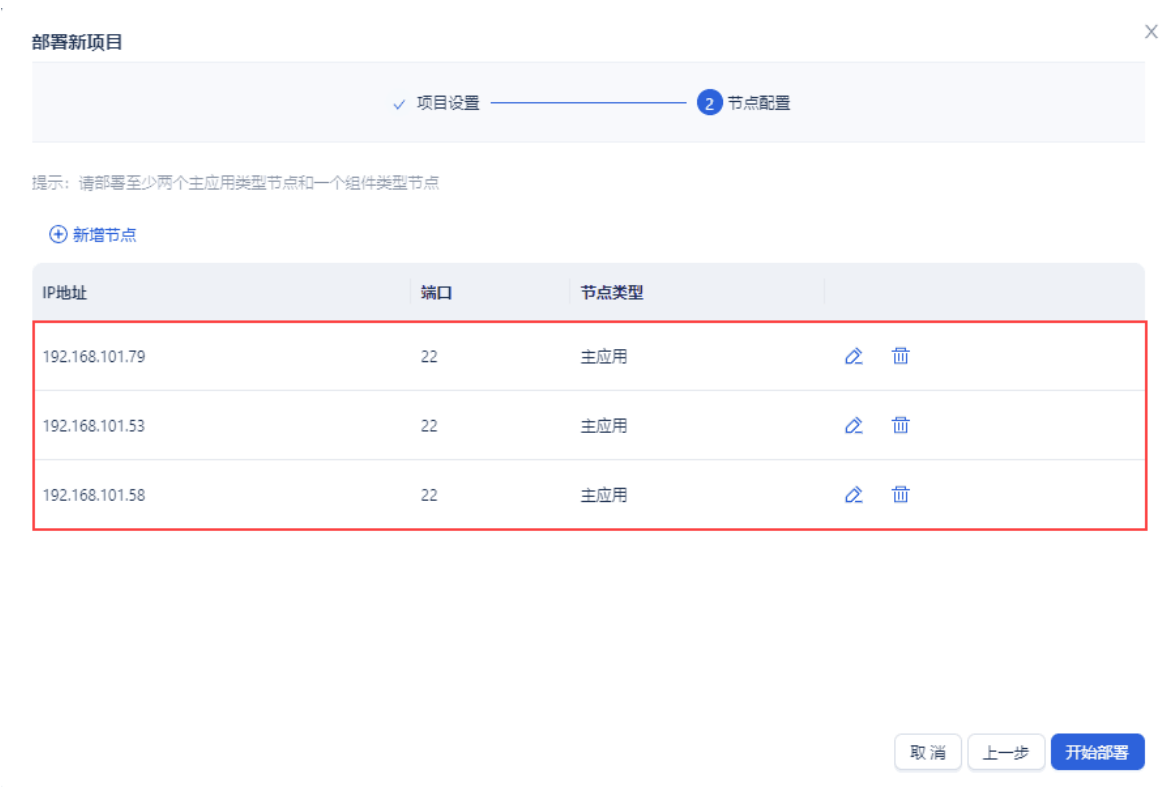 部署新项目
项目设置 2 节点配置
提示：请部署至少两个主应用类型节点和一个组件类型节点
新增节点
IP地址 端口 节点类型
192.168.101.79 22 主应用
192.168.101.53 22 主应用
192.168.101.58 22 主应用
取消 上一步 开始部署